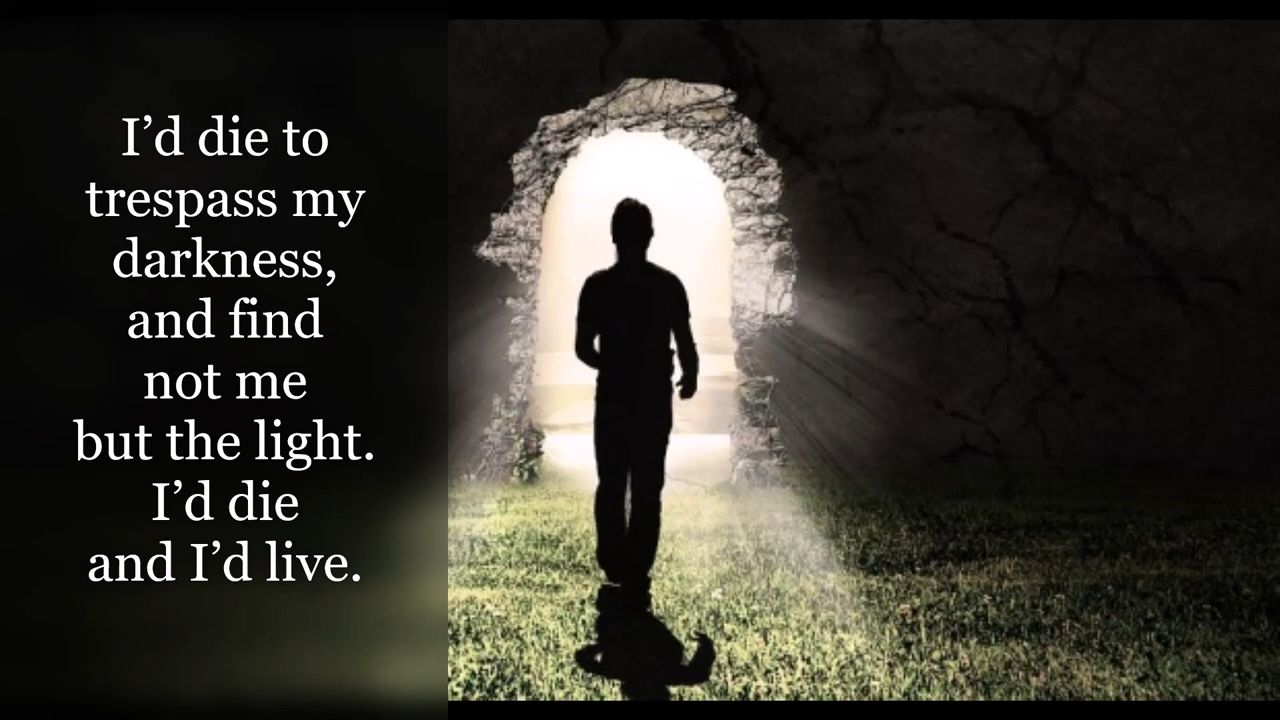 I’d die to
trespass my
darkness,
and find
not me
but the light.
I’d die
and I’d live.